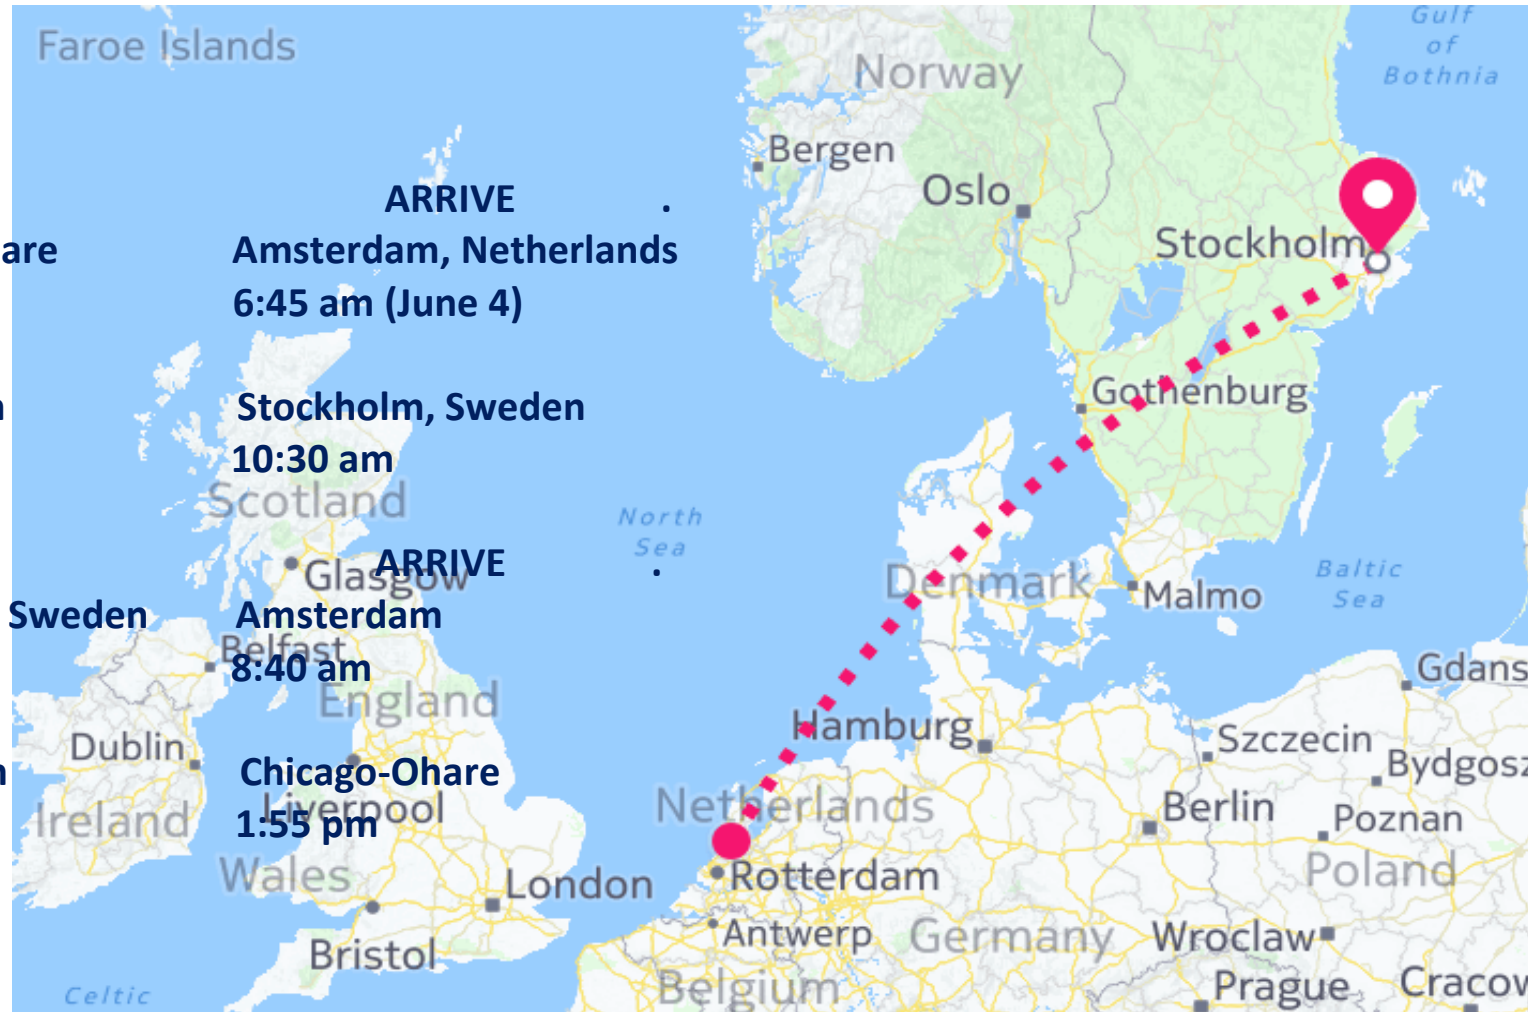 Faroe Islands
Gulf
of
Bothnia
Norway
Bergen
Oslo
ARRIVE .
are Amsterdam, Netherlands
Stockholm
6:45 am (June 4)
Gothenburg
Stockholm, Sweden
10:30 am
Scotland
North
Sea
ARRIVE .
Glasgow
Denmark
Baltic
Sea
Malmo
Sweden Amsterdam
Belfast
8:40 am
Gdans
England
Hamburg
Szczecin
Dublin
Chicago-Ohare
Bydgosz
Liverpool
Netherlands
Berlin
Ireland
1:55 pm
Poznan
Wales
Rotterdam
Poland
London
Antwerp
Germany
Wroclaw
Bristol
Belgium
Prague
Cracow
Celtic